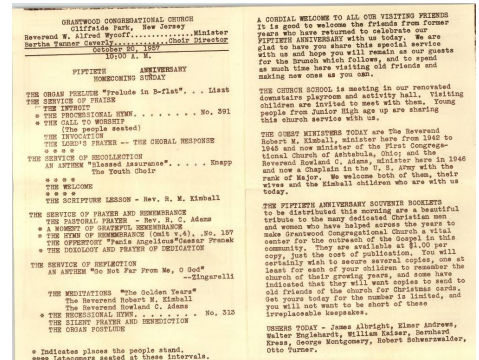 GRANTWOOD CONGREGATIONAL CHURCH
Cliffside Park, New Jersey
Reverend W. Alfred Wycoff.........Minister
Bertha Tanner Caverly........Choir Director
October 20, 1957
10:00 A. M.
FIFTIETH ANNIVERSARY
HOMECOMING SUNDAY
THE ORGAN PRELUDE "Prelude in B-flat". . . Liszt
THE SERVICE OF PRAISE
THE INTROIT
* THE PROCESSIONAL HYMN. . . . . . . . No. 391
* THE CALL TO WORSHIP
(The people seated)
THE INVOCATION
THE LORD'S PRAYER -- THE CHORAL RESPONSE
* * * *
THE SERVICE OF RECOLLECTION
AN ANTHEM "Blessed Assurance". . . . . Knapp
The Youth Choir
* * * *
THE WELCOME
* * * *
THE SCRIPTURE LESSON - Rev. R. M. Kimball
THE SERVICE OF PRAYER AND REMEMBRANCE
THE PASTORAL PRAYER - Rev. R. C. Adams
* A MOMENT OF GRATEFUL REMEMBRANCE
* THE HYMN OF REMEMBRANCE (Omit v.4). .No. 157
THE OFFERTORY "Panis Angelicus"Caesar Franck
* THE DOXOLOGY AND PRAYER OF DEDICATION
THE SERVICE OF REFLECTION
AN ANTHEM "Go Not Far From Me, O God"
--Zingarelli
THE MEDITATIONS "The Golden Years"
The Reverend Robert M. Kimball
The Reverend Rowland C. Adams
* THE RECESSIONAL HYMN. . . . . . . No. 313
THE SILENT PRAYER AND BENEDICTION
THE ORGAN POSTLUDE
* Indicates places the people stand.
**** Latecomers seated at these intervals.
A CORDIAL WELCOME TO ALL OUR VISITING FRIENDS
It is good to welcome the friends from former
years who have returned to celebrate our
FIFTIETH ANNIVERSARY with us today. We are
glad to have you share this special service
with us and hope you will remain as our guests
for the Brunch which follows, and to spend
as much time here visiting old friends and
making new ones as you can.
THE CHURCH SCHOOL is meeting in our renovated
downstairs playroom and activity hall. Visiting
children are invited to meet with them. Young
people from Junior High age up are sharing
this church service with us.
THE GUEST MINISTERS TODAY are The Reverend
Robert M. Kimball, minister here from 1942 to
1945 and now minister of the First Congrega-
tional Church of Ashtabula, Ohio; and the
Reverend Rowland C. Adams, minister here in 1946
and now a Chaplain in the U. S. Army with the
rank of Major. We welcome both of them, their
wives and the Kimball children who are with us
today.
THE FIFTIETH ANNIVERSARY SOUVENIR BOOKLETS
to be distributed this morning are a beautiful
tribute to the many dedicated Christian men
and women who have helped across the years to
make Grantwood Congregational Church a vital
center for the outreach of the Gospel in this
community. They are available at $1.00 per
copy, just the cost of publication. You will
certainly wish to secure several copies, one at
least for each of your children to remember the
church of their growing years, and some have
indicated that they will want copies to send to
old friends of the church for Christmas cards.
Get yours today for the number is limited, and
you will not want to be short of these
irreplaceable keepsakes.
USHERS TODAY - James Albright, Elmer Andrews,
Walter Englehardt, William Kaiser, Bernhard
Kress, George Montgomery, Robert Schwerwalder,
Otto Turner.